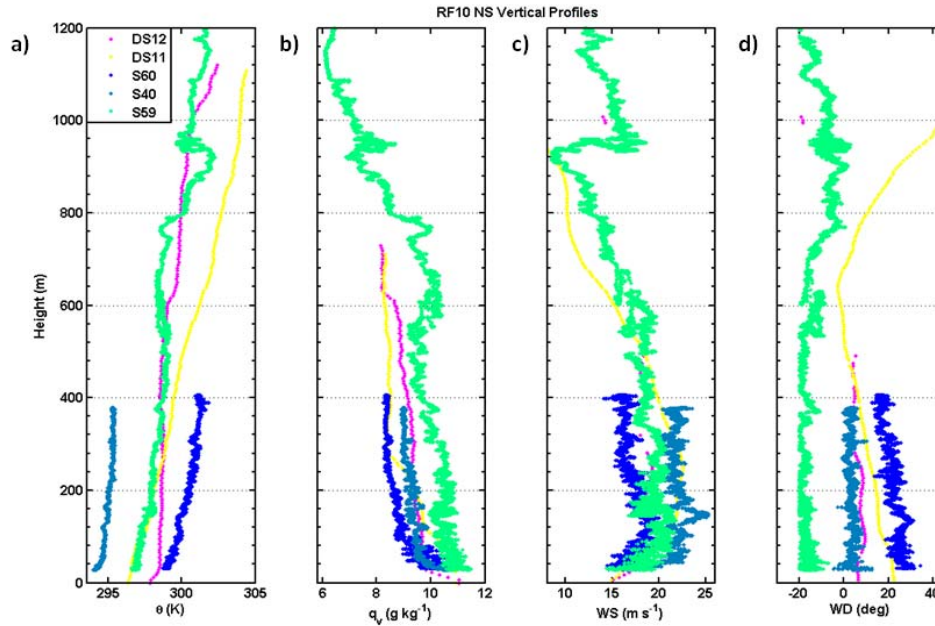 RF10 NS Vertical Profiles
a)
b)
c)
d)
DS12
DS11
S60
S40
S59
Height (m)
1200
1000
800
600
400
200
0
295 300 305
6 8 10 12
10 15 20 25
-20 0 20 40
θ (K)
qv (g kg-1)
WS (m s-1)
WD (deg)